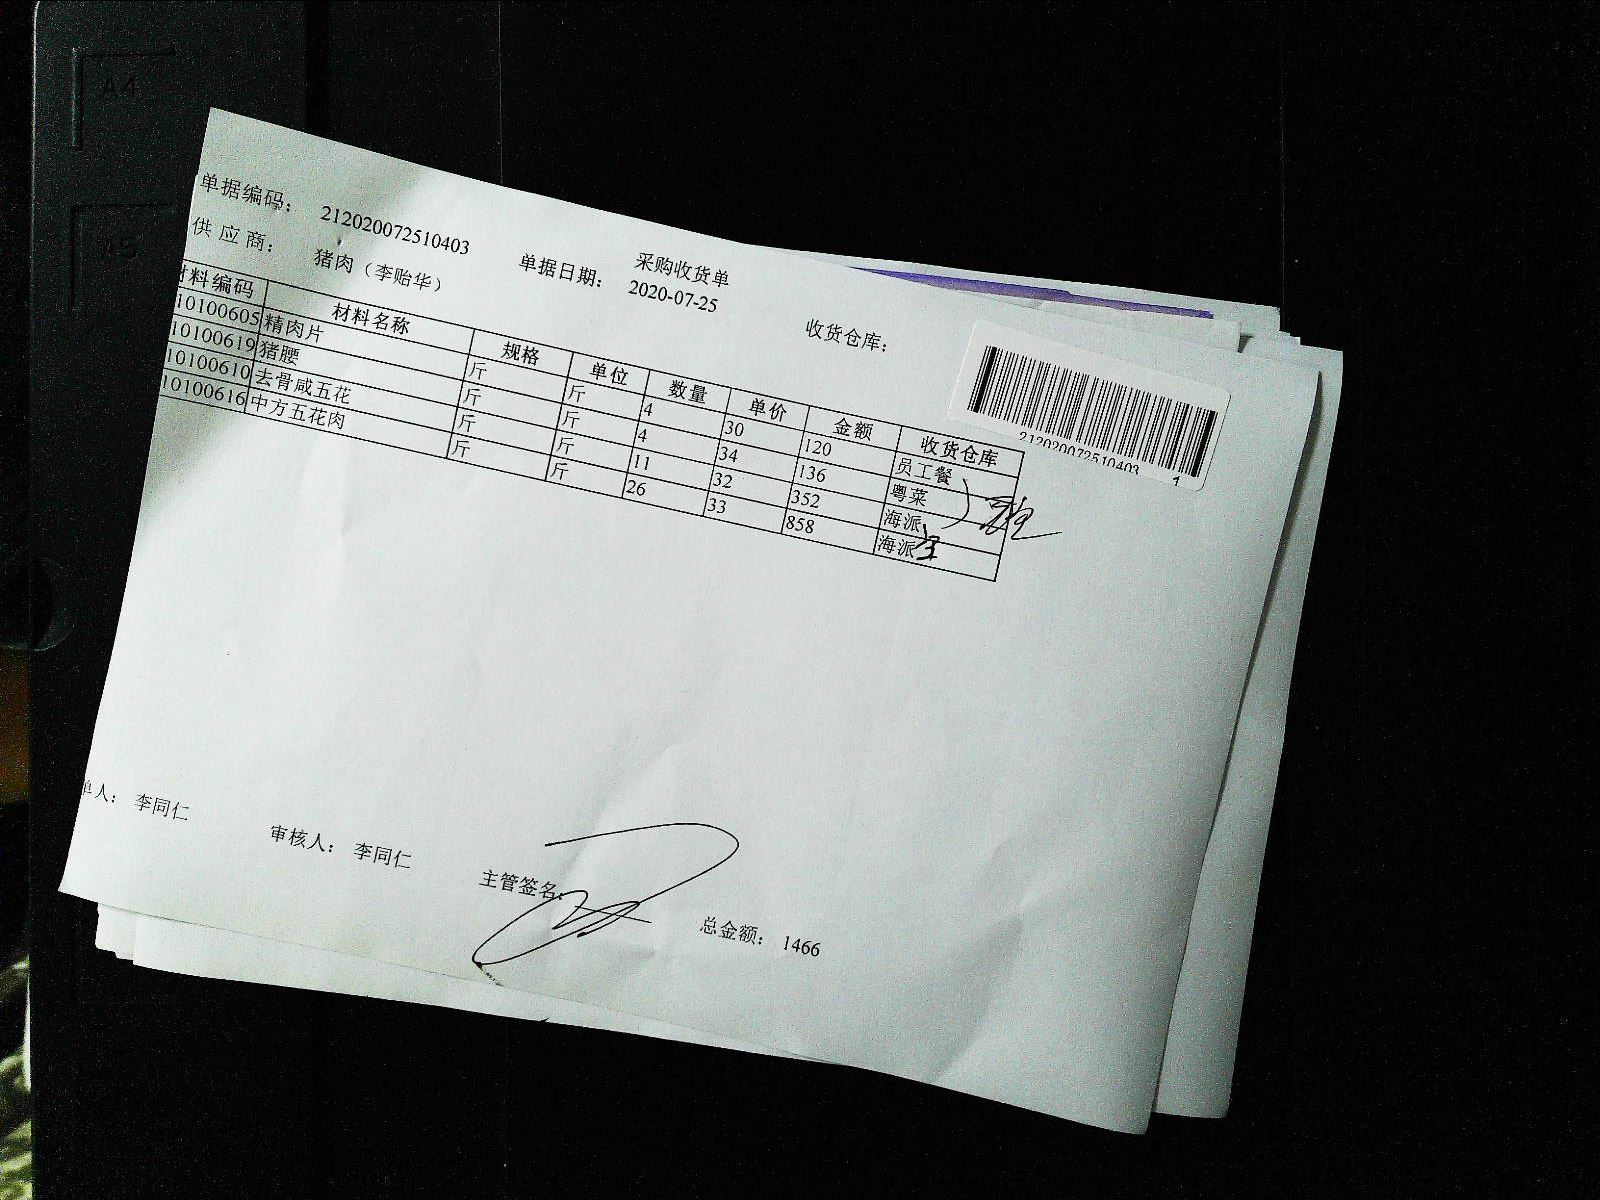 采购收货单
单据编码： 212020072510403 单据日期： 2020-07-25 收货仓库：
供 应 商： 猪肉（李贻华）
材料编码 材料名称 规格 单位 数量 单价 金额 收货仓库
10100605 精肉片 斤 斤 4 30 120 员工餐
10100619 猪腰 斤 斤 4 34 136 粤菜
10100610 去骨咸五花 斤 斤 11 32 352 海派
10100616 中方五花肉 斤 斤 26 33 858 海派
212020072510403
1
单人： 李同仁 审核人： 李同仁 主管签名： 总金额： 1466
A4
A5